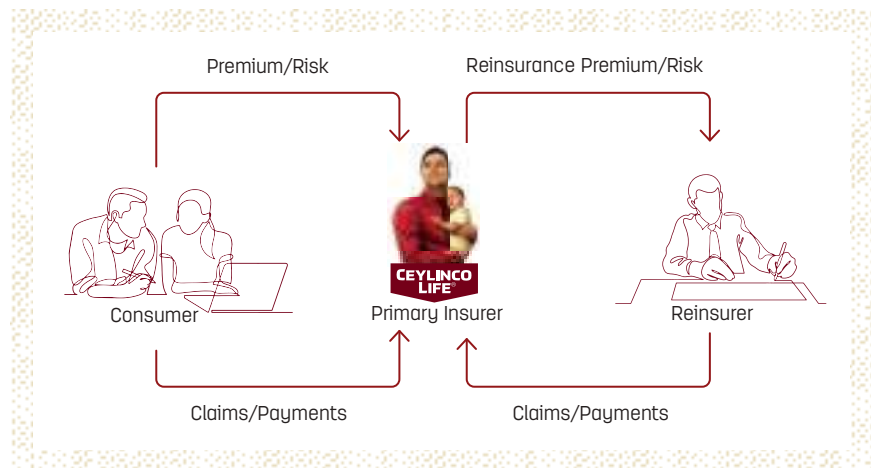 Premium/Risk
Reinsurance Premium/Risk
CEYLINCO
LIFE®
Consumer
Primary Insurer
Reinsurer
Claims/Payments
Claims/Payments